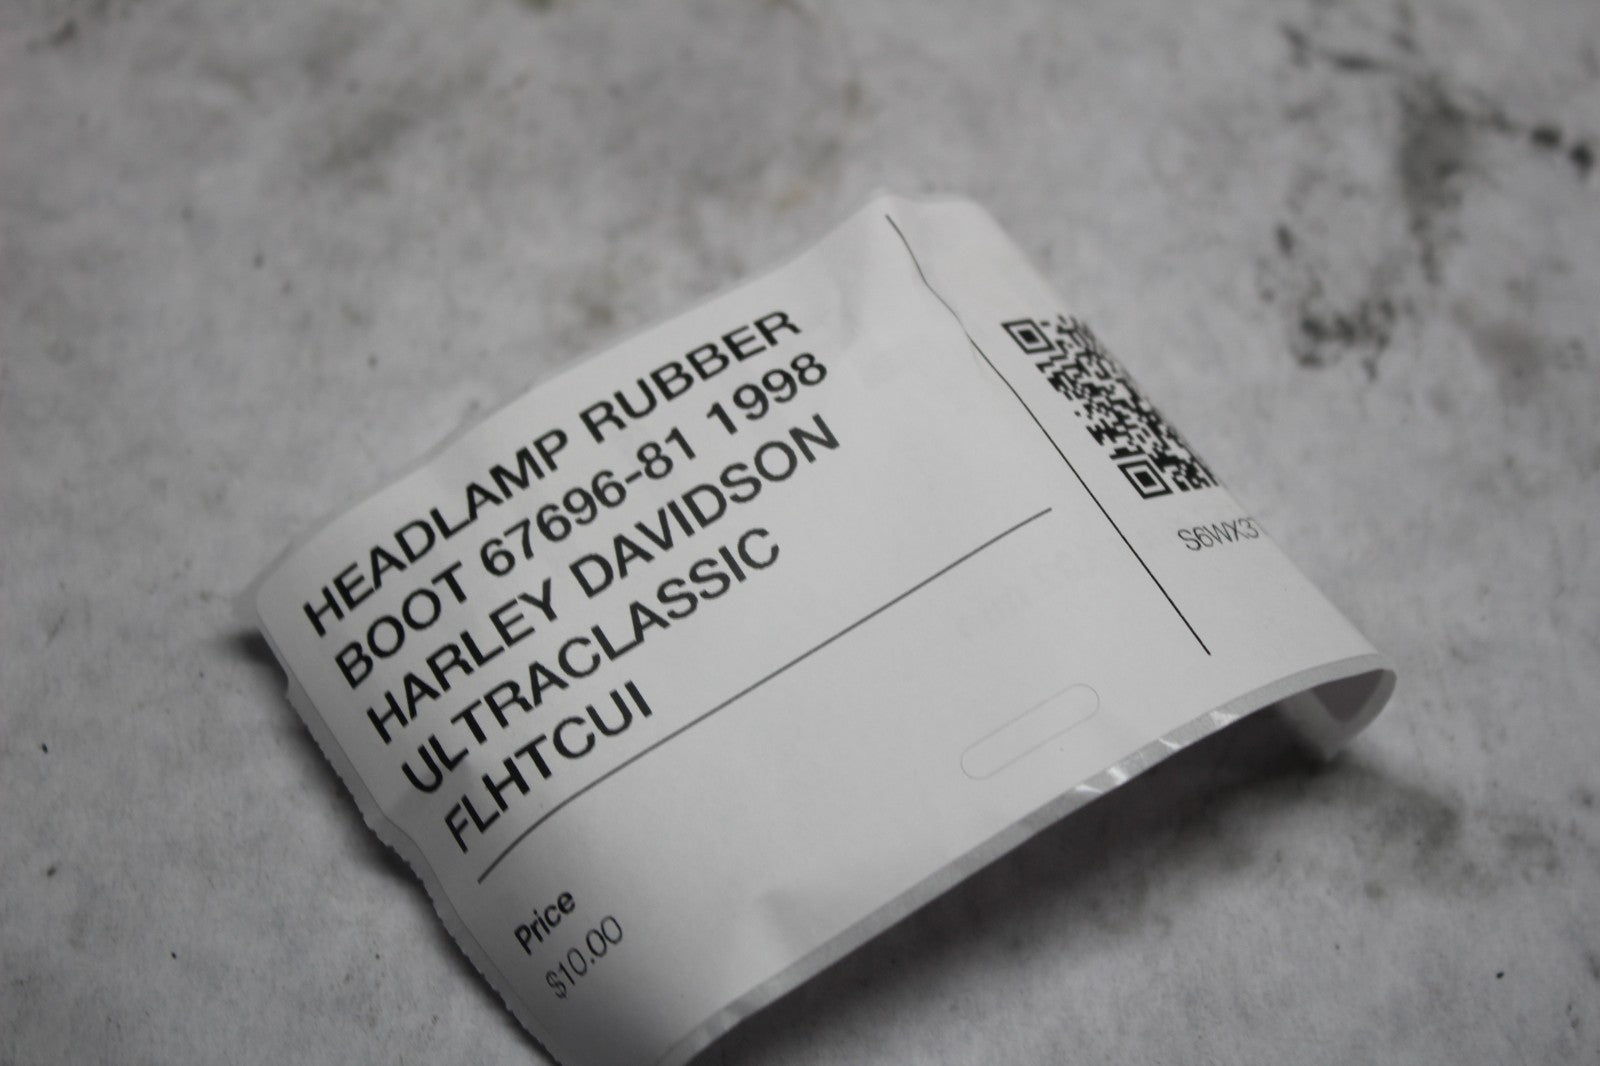 HEADLAMP RUBBER
BOOT 67696-81 1998
HARLEY DAVIDSON
ULTRACLASSIC
FLHTCUI
Price
$10.00